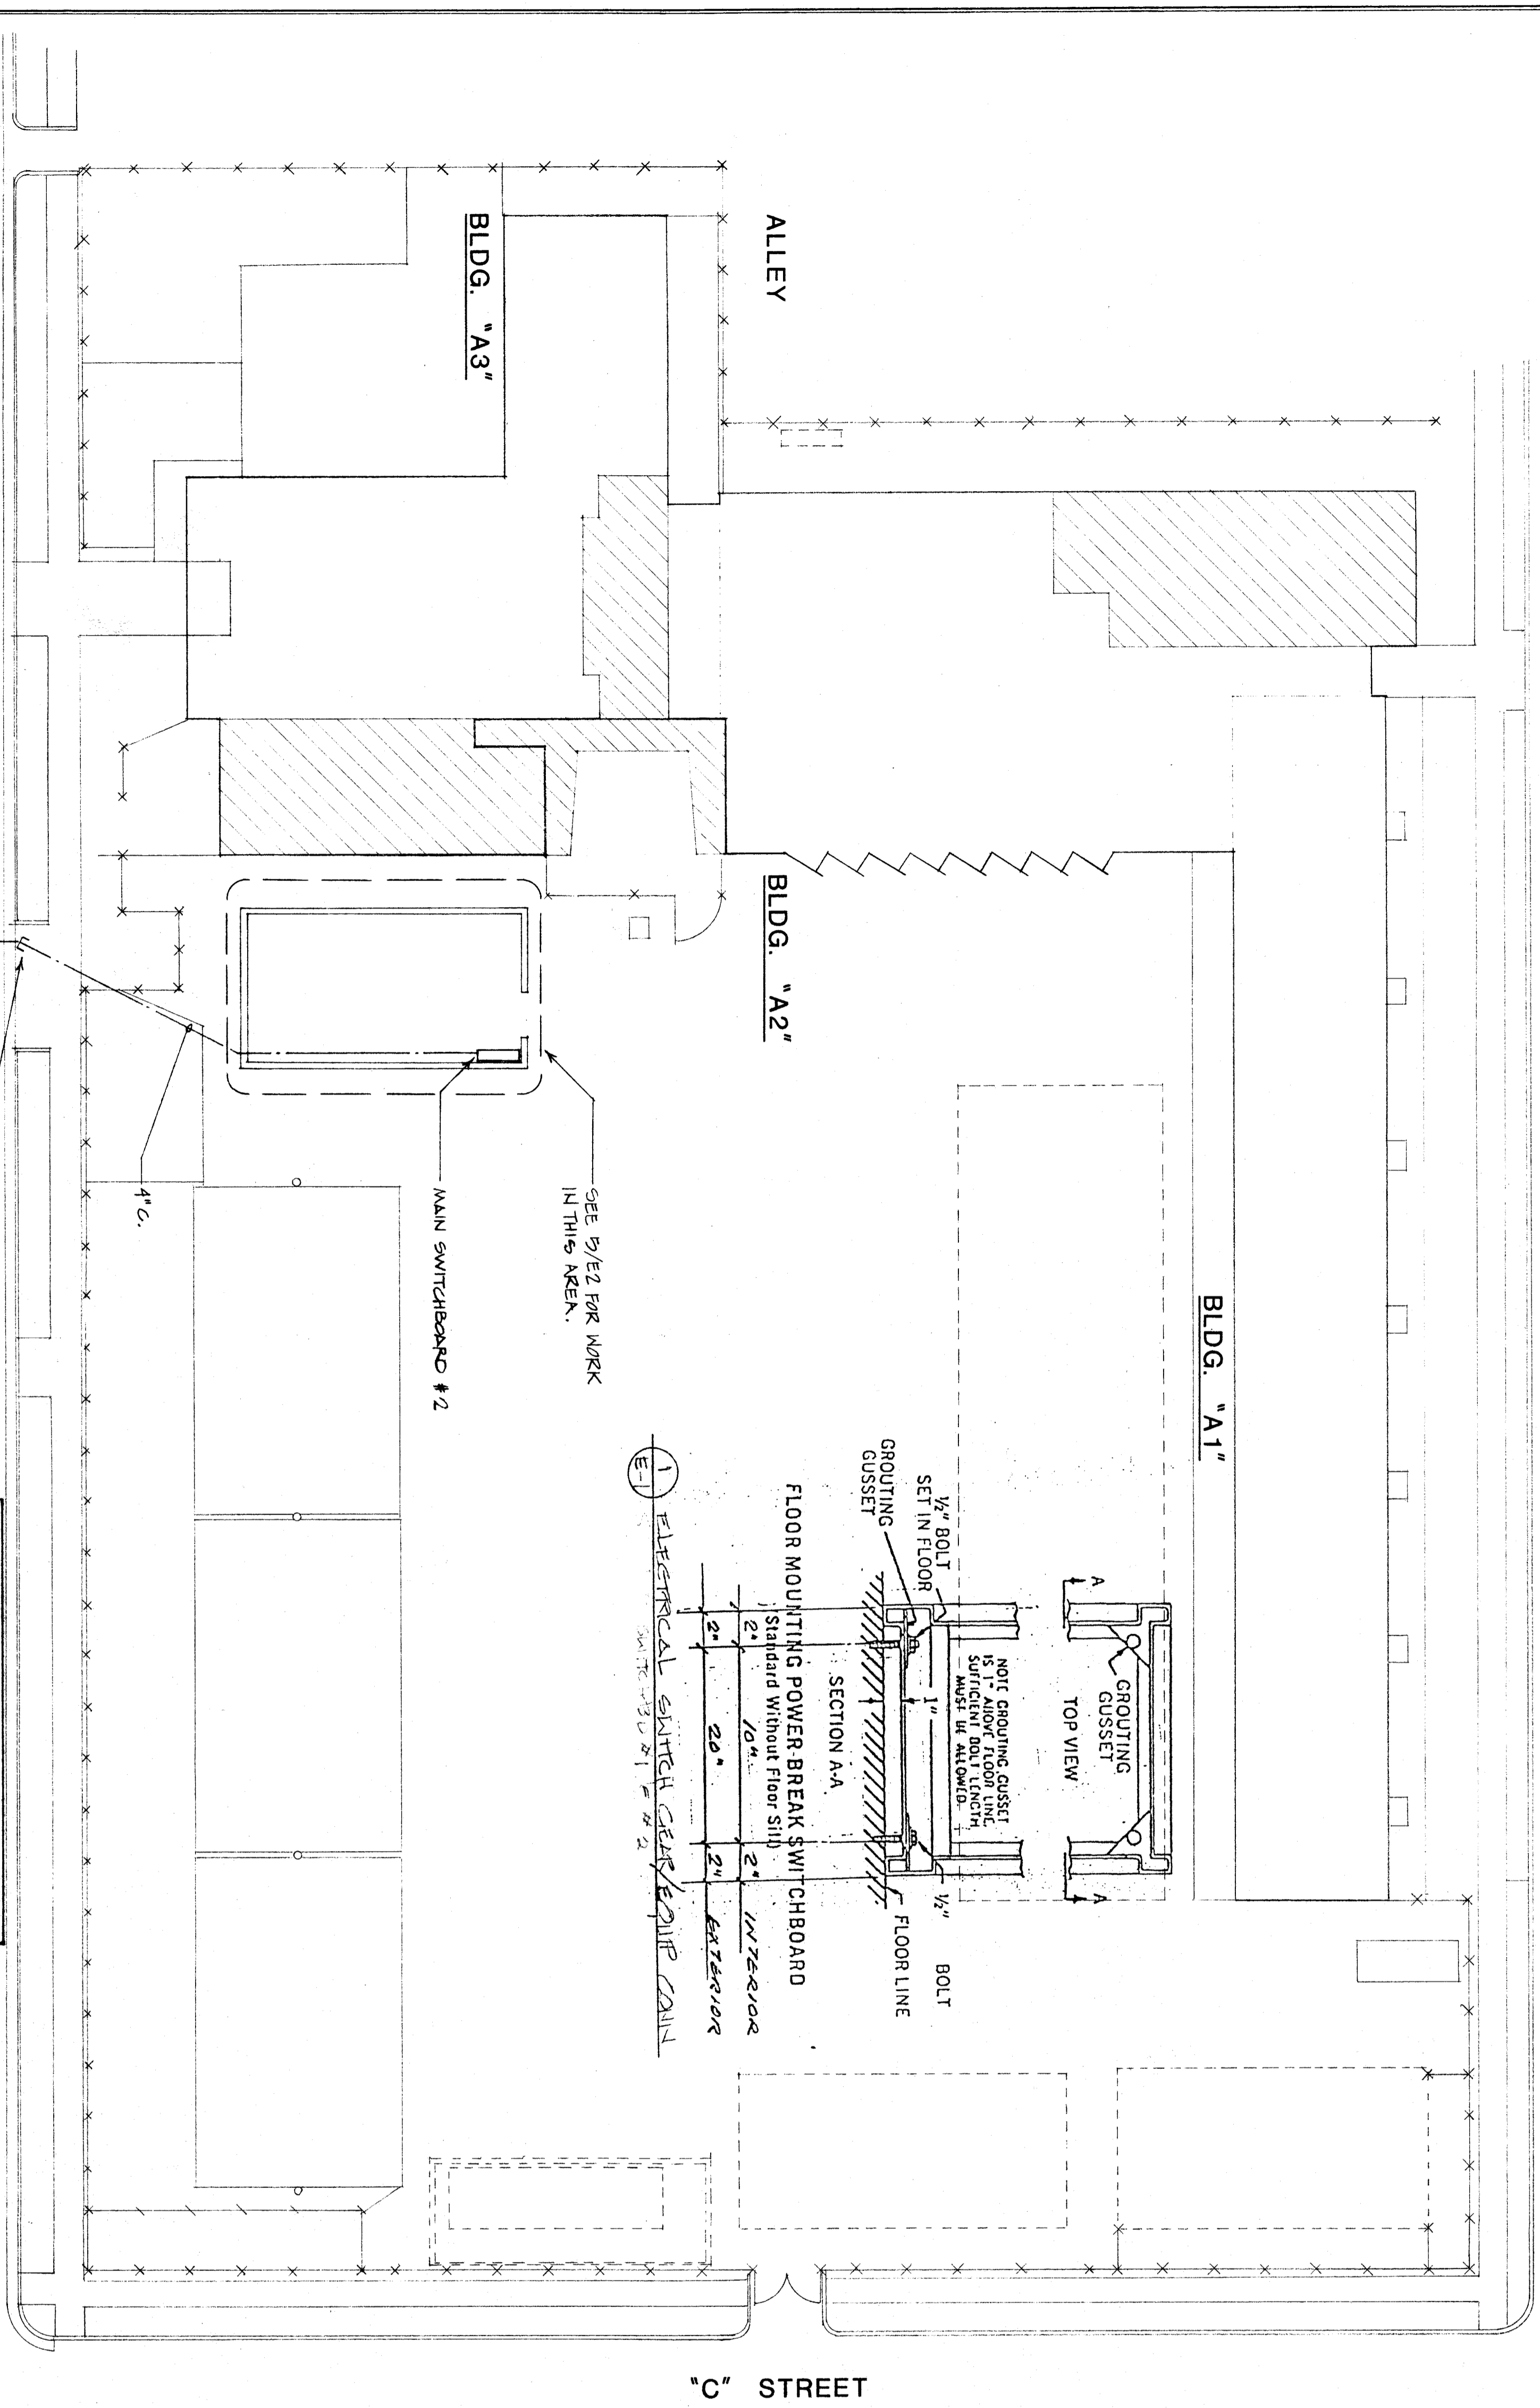 ALLEY
BLDG. "A3"
BLDG. "A2"
BLDG. "A1"
SEE 5/E2 FOR WORK
IN THIS AREA.
MAIN SWITCHBOARD #2
4" C.
A
A
GROUTING
GUSSET
TOP VIEW
NOTE GROUTING GUSSET
IS 1" ABOVE FLOOR LINE
SUFFICIENT BOLT LENGTH
MUST BE ALLOWED.
½" BOLT
SET IN FLOOR
GROUTING
GUSSET
1"
½" BOLT
FLOOR LINE
SECTION A-A
FLOOR MOUNTING POWER-BREAK SWITCHBOARD
(Standard Without Floor Sill)
2" 10" 2" INTERIOR
2" 20" 2" EXTERIOR
1
E-1
ELECTRICAL SWITCH GEAR/EQUIP CONN
#1 & #2
"C" STREET